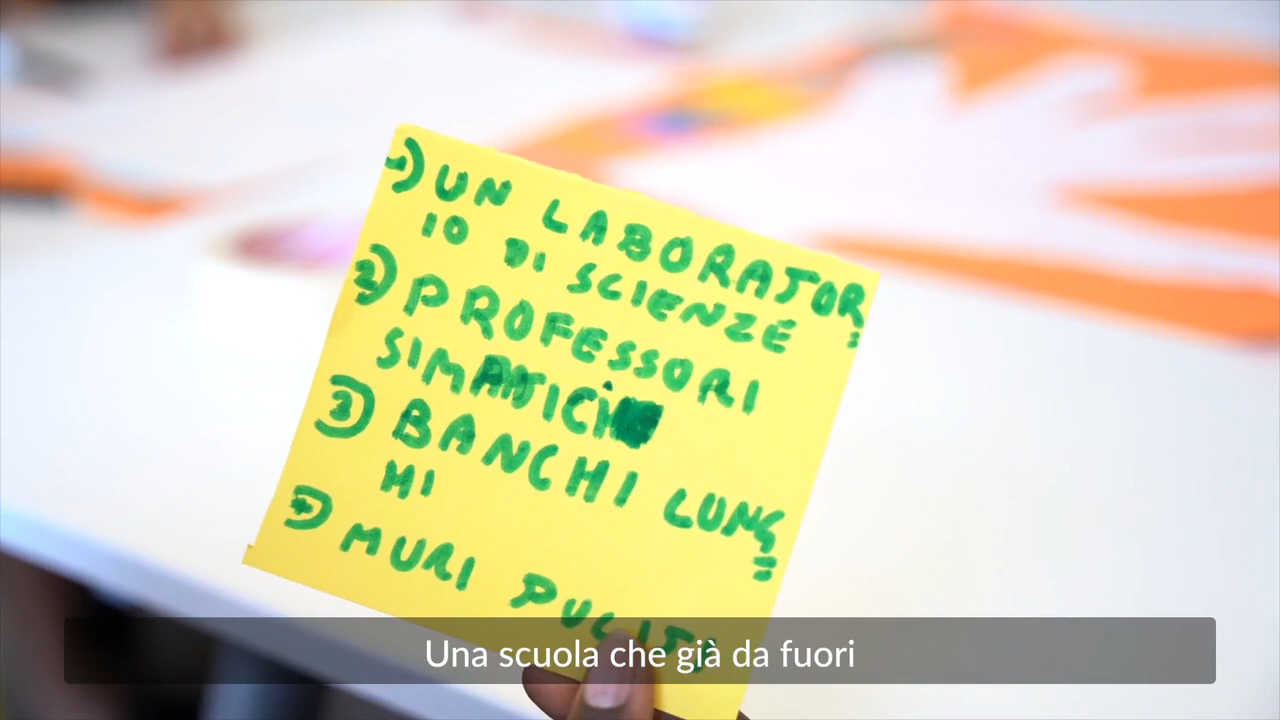 1) UN LABORATOR=
IO DI SCIENZE
2) PROFESSORI
SIMPATICI
3) BANCHI LUNG=
HI
MURI PULITI
Una scuola che già da fuori